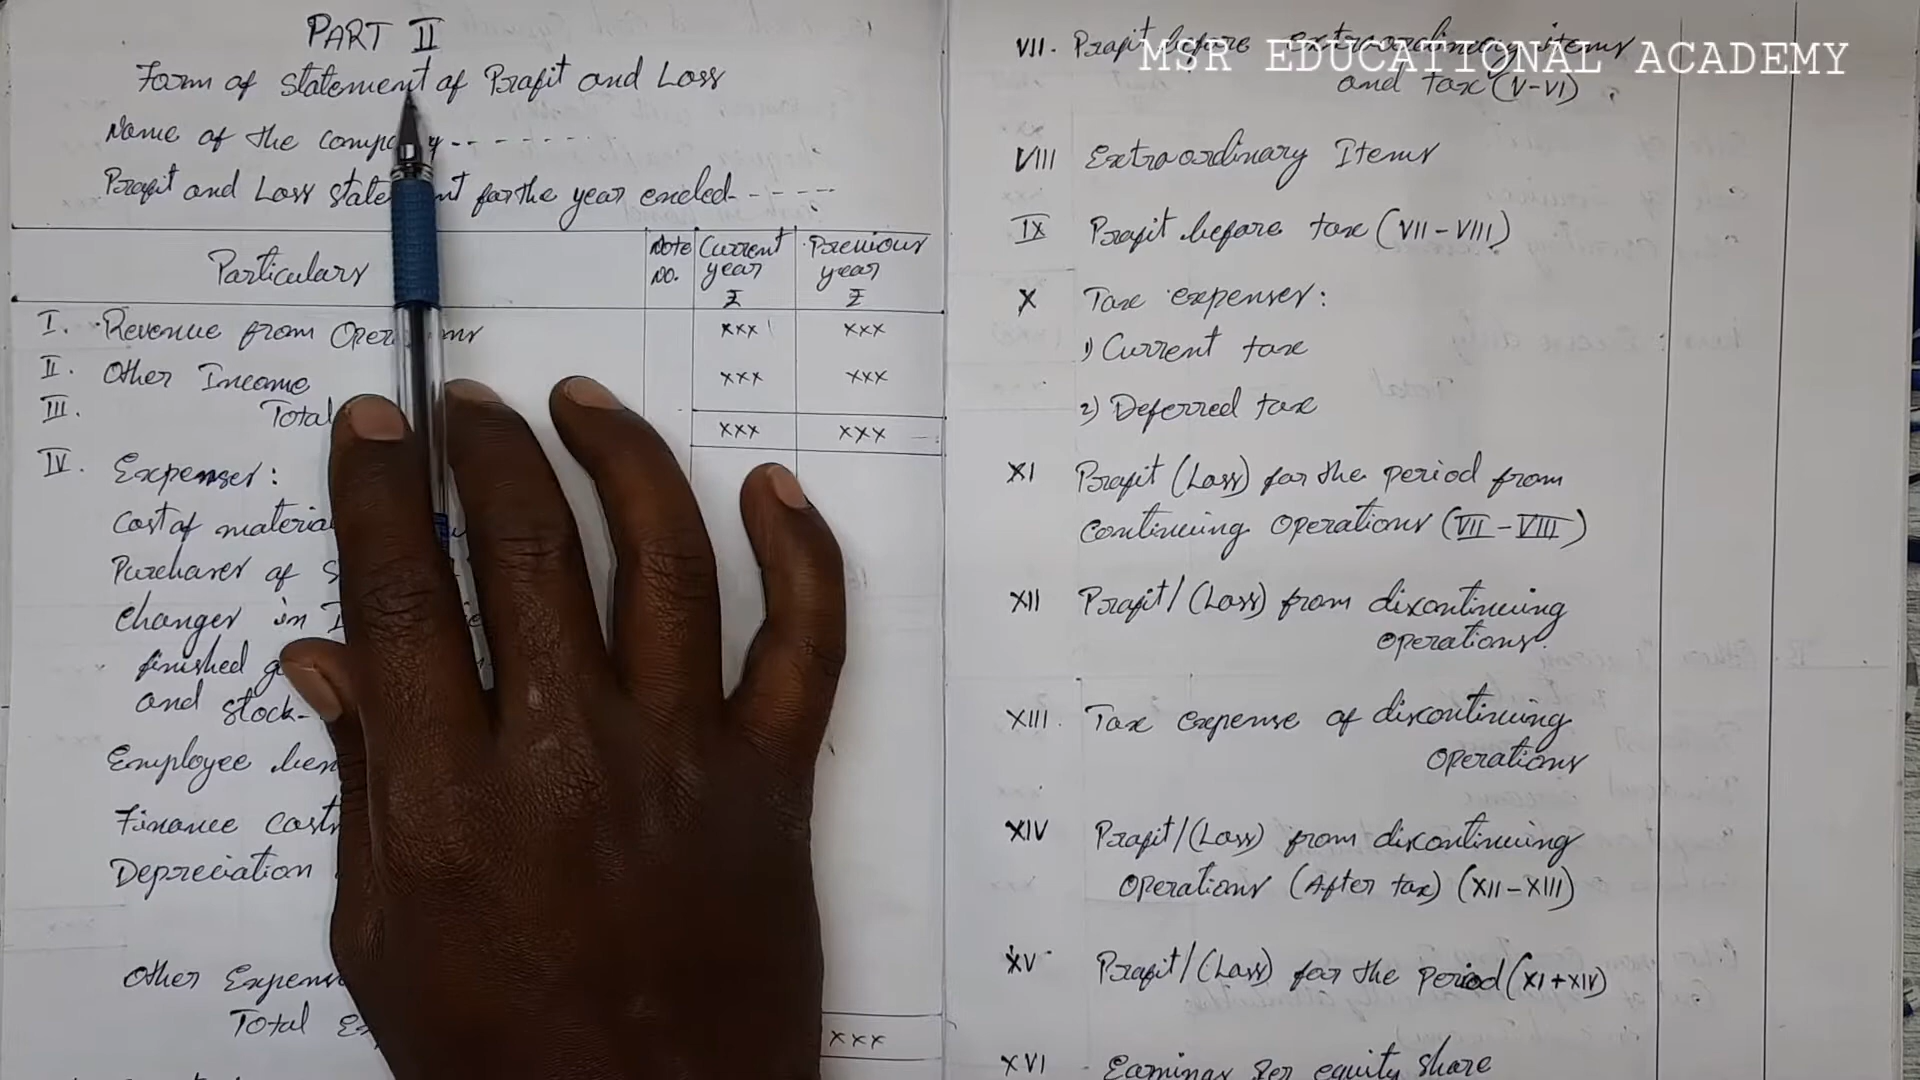 PART II
Form of Statement of Profit and Loss
Name of the company - - - - - - -
Profit and Loss statement for the year ended - - - - -
Particulars
Note No.
Current year ₹
Previous year ₹
I. Revenue from
xxx xxx
II. Other Income
xxx xxx
III. Total
xxx xxx
IV. Expenses:
Cost of
Purchases of
changes in
finished
and stock-
Employee
Finance costs
Depreciation
Other
Total
xxx
MSR EDUCATIONAL ACADEMY
VII. Profit before extraordinary items
and tax (V-VI)
VIII Extraordinary Items
IX Profit before tax (VII - VIII)
X Tax expenses:
1) Current tax
2) Deferred tax
XI Profit (Loss) for the period from
continuing operations (VII - VIII)
XII Profit/(Loss) from discontinuing
operations.
XIII. Tax expense of discontinuing
operations
XIV Profit/(Loss) from discontinuing
operations (After tax) (XII-XIII)
XV Profit/(Loss) for the period (XI+XIV)
XVI Earnings per equity share